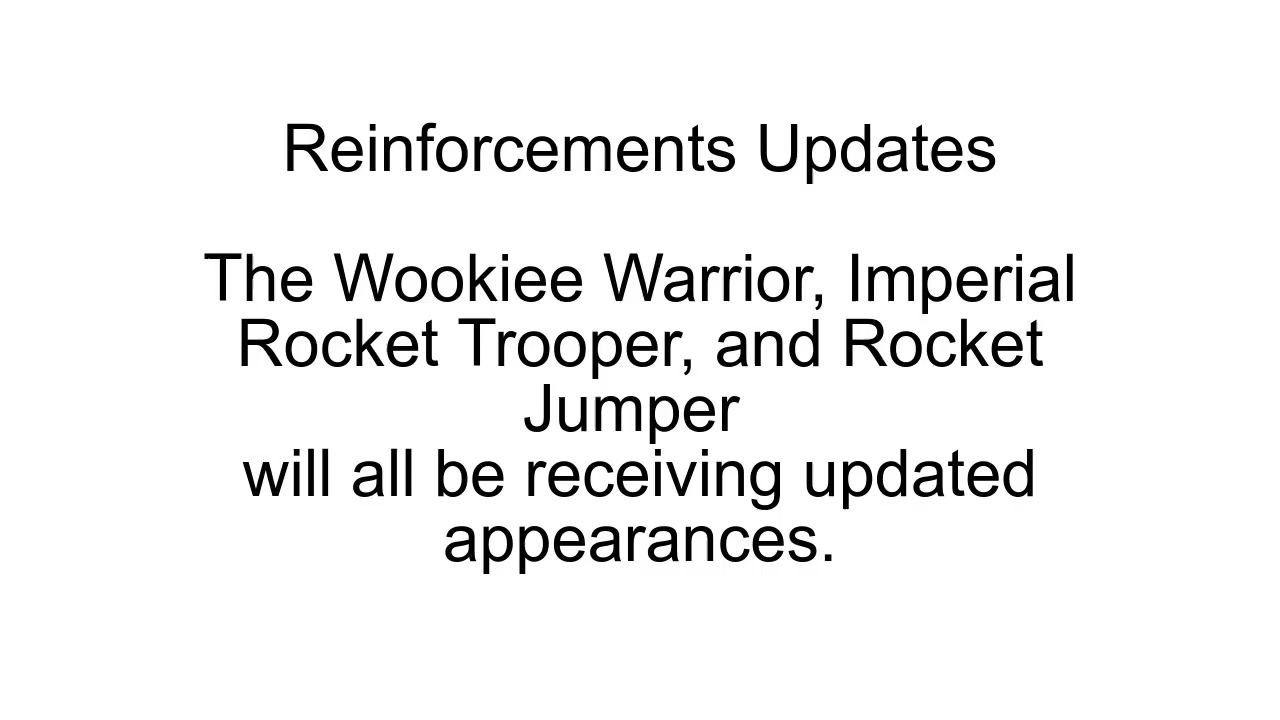 Reinforcements Updates
The Wookiee Warrior, Imperial
Rocket Trooper, and Rocket
Jumper
will all be receiving updated
appearances.